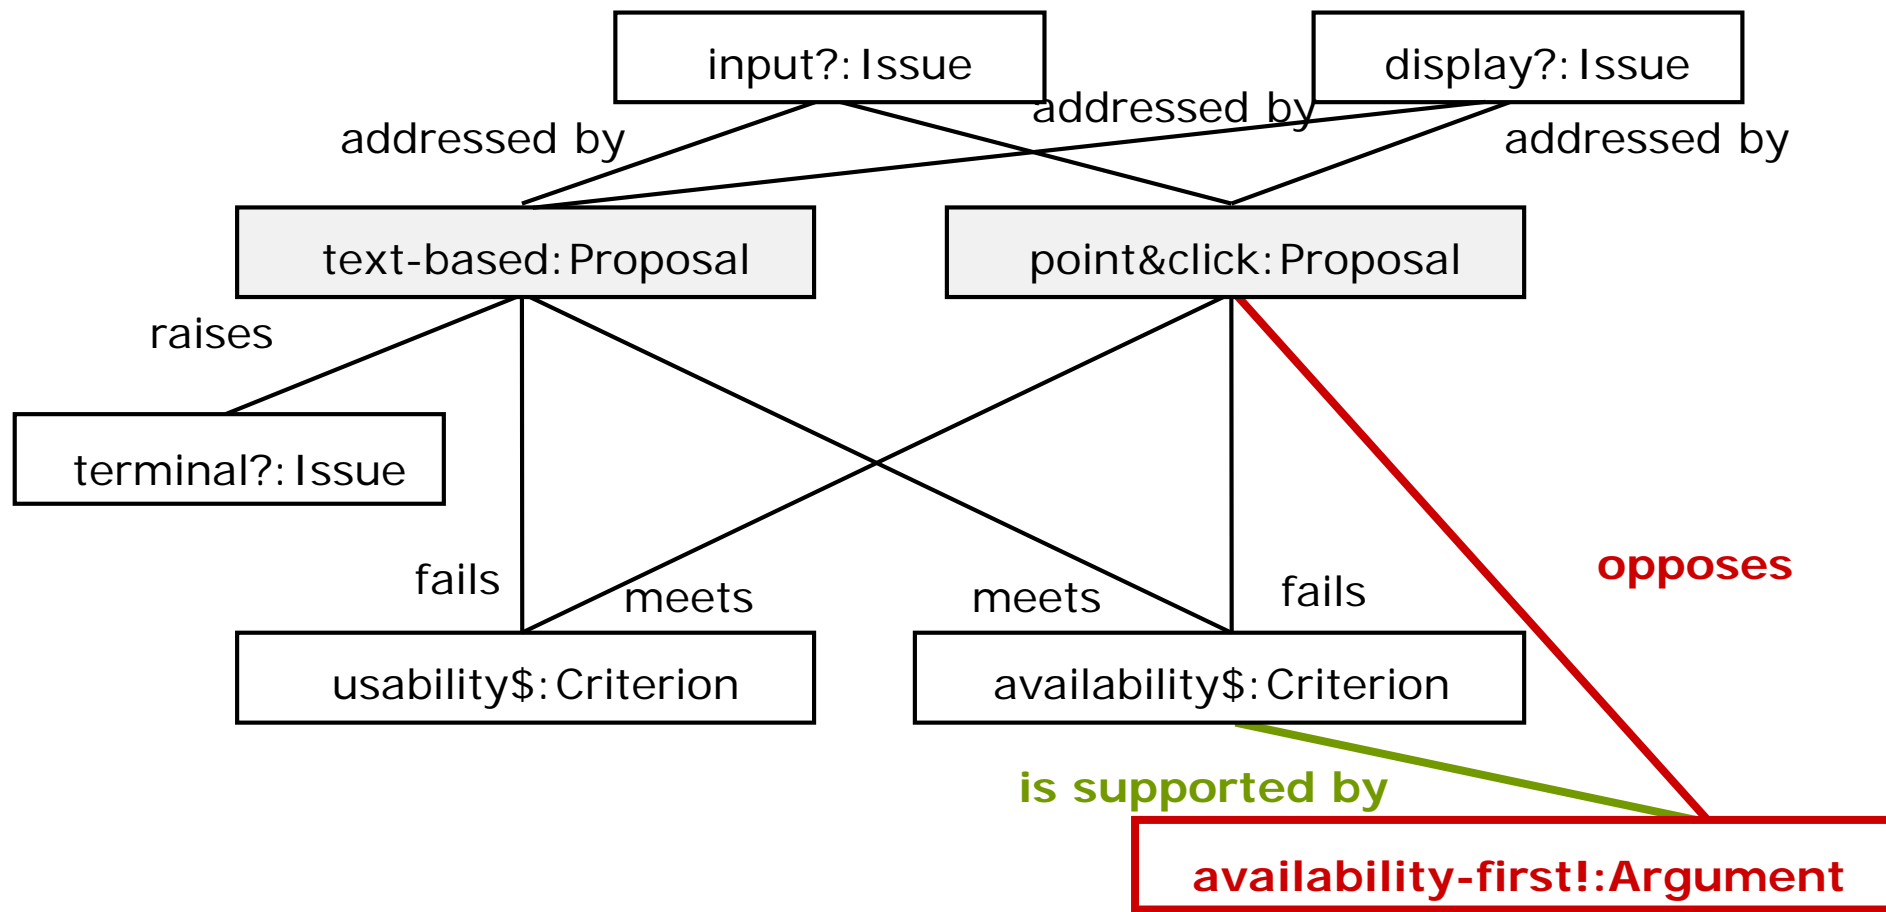 input?:Issue
display?:Issue
addressed by
addressed by
addressed by
text-based:Proposal
point&click:Proposal
raises
terminal?:Issue
fails
meets
meets
fails
opposes
usability$:Criterion
availability$:Criterion
is supported by
availability-first!:Argument